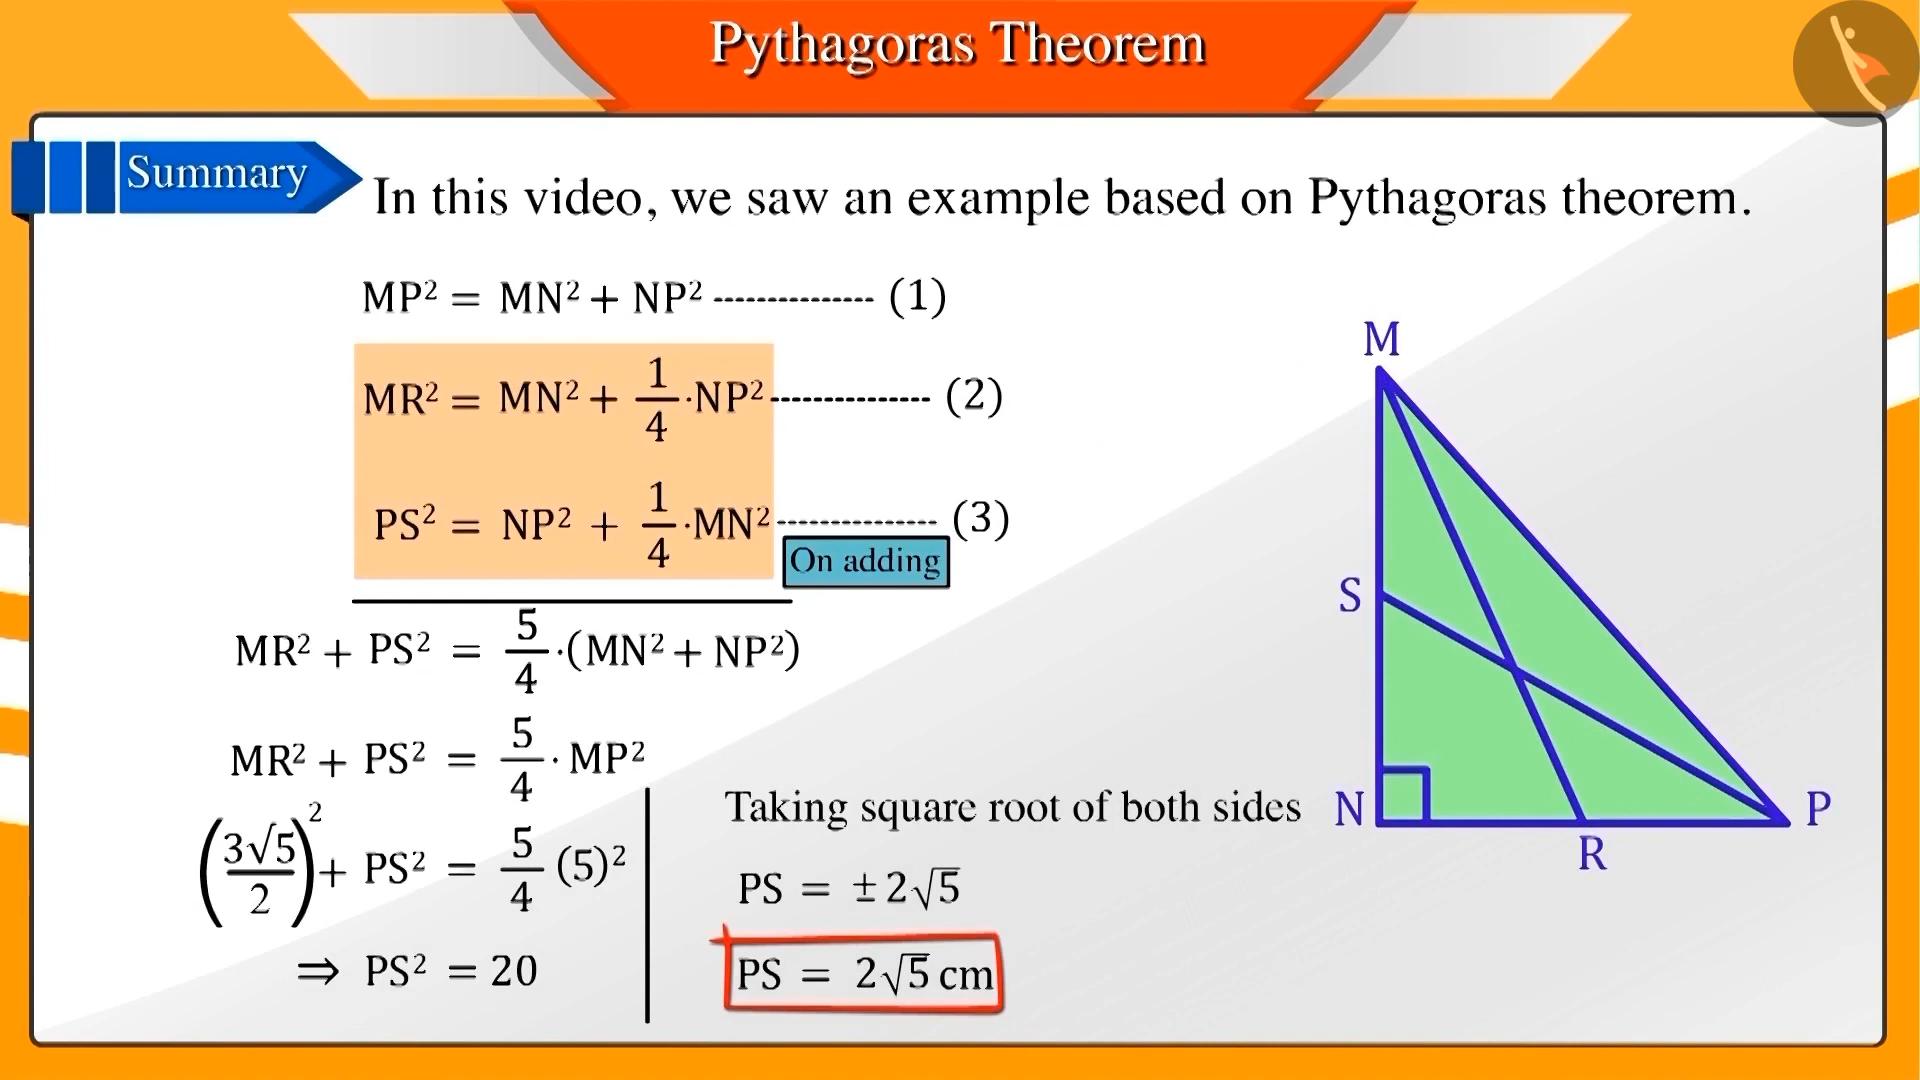 Pythagoras Theorem
Summary
In this video, we saw an example based on Pythagoras theorem.
MP² = MN² + NP² --------------- (1)
MR² = MN² + 1/4 ·NP² --------------- (2)
PS² = NP² + 1/4 ·MN² --------------- (3)
On adding
MR² + PS² = 5/4 ·(MN² + NP²)
MR² + PS² = 5/4 · MP²
(3√5/2)² + PS² = 5/4 (5)²
⇒ PS² = 20
Taking square root of both sides
PS = ± 2√5
PS = 2√5 cm
M
S
N
P
R